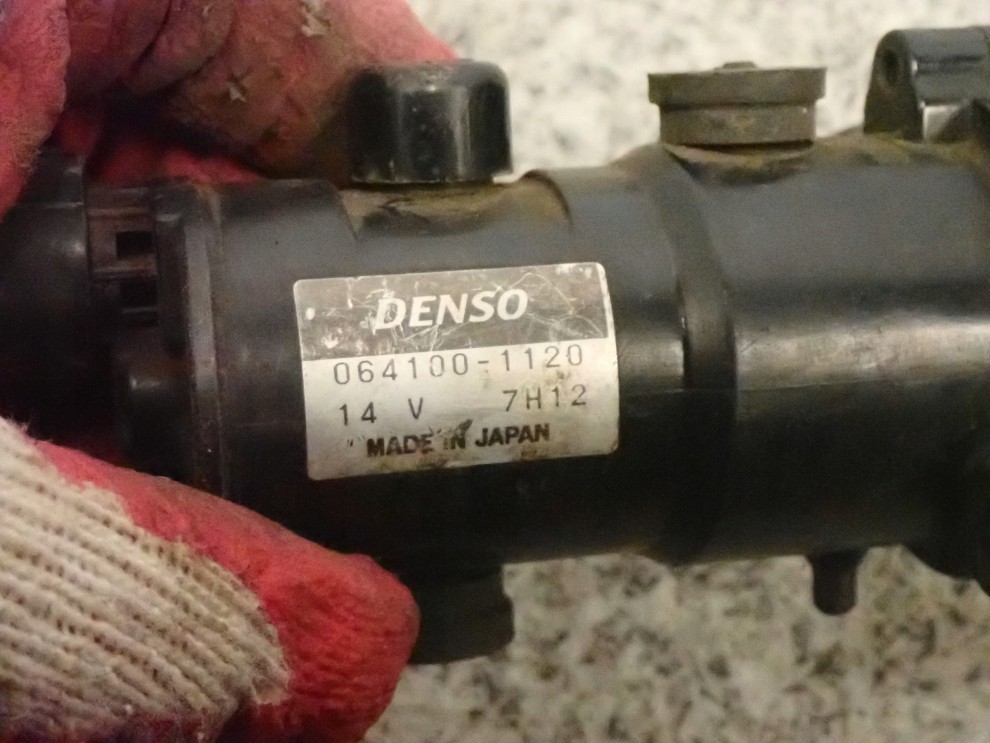 DENSO
064100-1120
14 V 7H12
MADE IN JAPAN